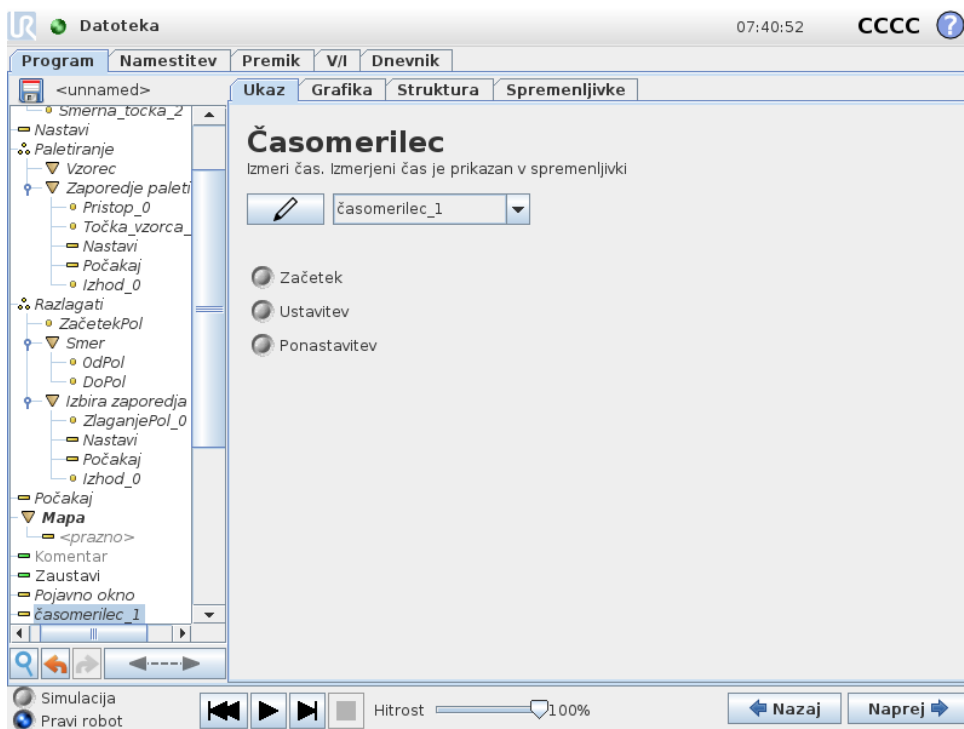 UR Datoteka 07:40:52 CCCC ?
Program Namestitev Premik V/I Dnevnik
<unnamed>
Ukaz Grafika Struktura Spremenljivke
Smerna_točka_2
Nastavi
Paletiranje
Vzorec
Zaporedje paleti
Pristop_0
Točka_vzorca_
Nastavi
Počakaj
Izhod_0
Razlagati
ZačetekPol
Smer
OdPol
DoPol
Izbira zaporedja
ZlaganjePol_0
Nastavi
Počakaj
Izhod_0
Počakaj
Mapa
<prazno>
Komentar
Zaustavi
Pojavno okno
časomerilec_1
Časomerilec
Izmeri čas. Izmerjeni čas je prikazan v spremenljivki
časomerilec_1
Začetek
Ustavitev
Ponastavitev
Simulacija
Pravi robot
Hitrost 100%
Nazaj Naprej